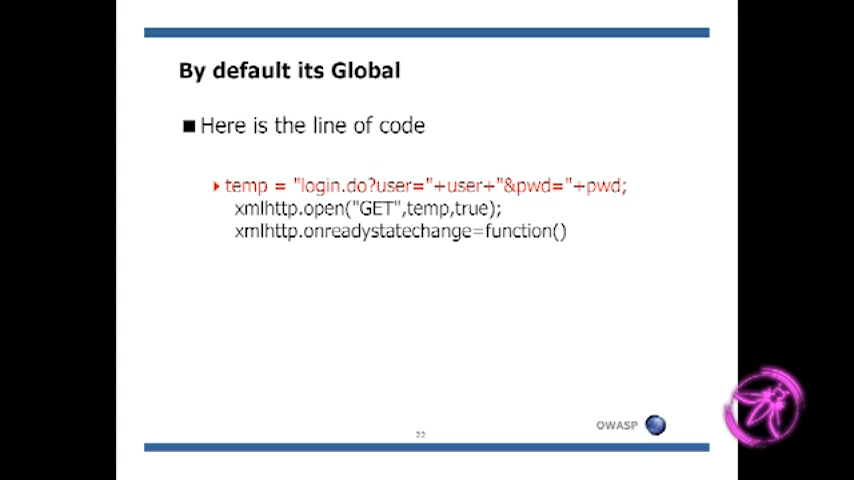 By default its Global
Here is the line of code
temp = "login.do?user="+user+"&pwd="+pwd;
xmlhttp.open("GET",temp,true);
xmlhttp.onreadystatechange=function()
OWASP
22